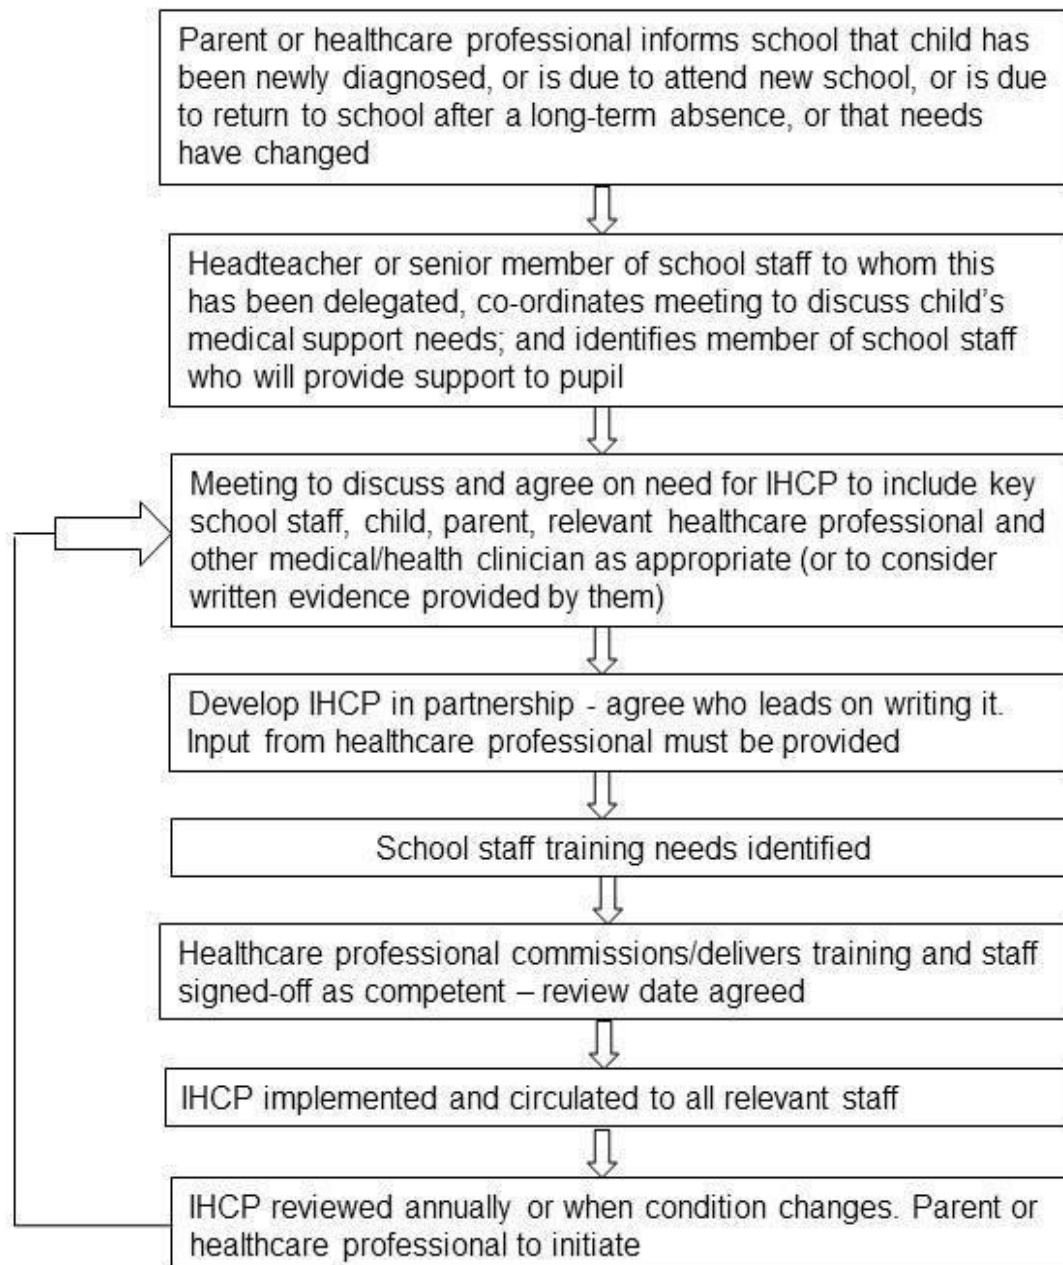 Parent or healthcare professional informs school that child has
been newly diagnosed, or is due to attend new school, or is due
to return to school after a long-term absence, or that needs
have changed
Headteacher or senior member of school staff to whom this
has been delegated, co-ordinates meeting to discuss child's
medical support needs; and identifies member of school staff
who will provide support to pupil
Meeting to discuss and agree on need for IHCP to include key
school staff, child, parent, relevant healthcare professional and
other medical/health clinician as appropriate (or to consider
written evidence provided by them)
Develop IHCP in partnership - agree who leads on writing it.
Input from healthcare professional must be provided
School staff training needs identified
Healthcare professional commissions/delivers training and staff
signed-off as competent – review date agreed
IHCP implemented and circulated to all relevant staff
IHCP reviewed annually or when condition changes. Parent or
healthcare professional to initiate